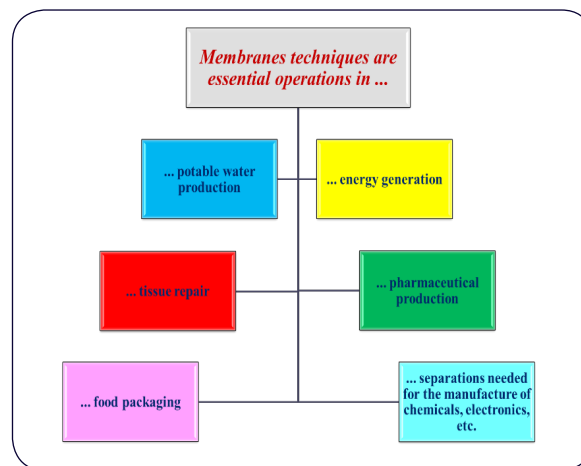 Membranes techniques are
essential operations in ...
... potable water
production
... energy generation
... tissue repair
... pharmaceutical
production
... food packaging
... separations needed
for the manufacture of
chemicals, electronics,
etc.